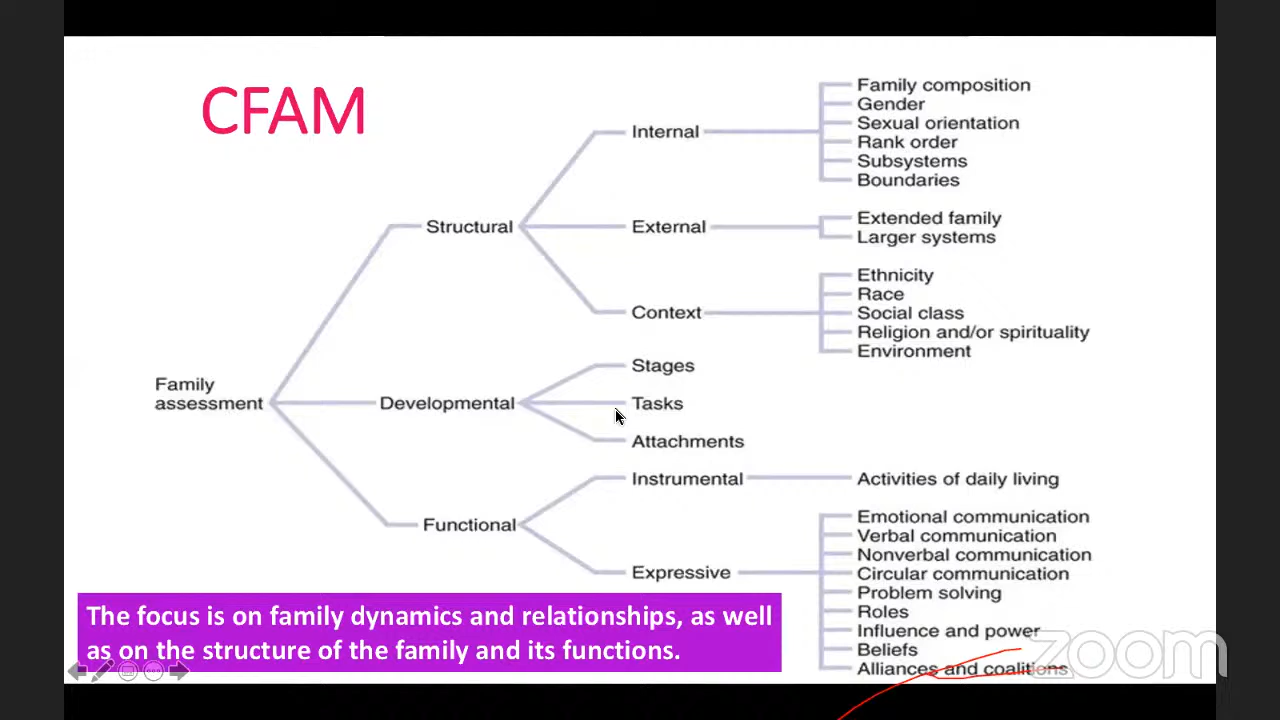 CFAM
Family composition
Gender
Sexual orientation
Rank order
Subsystems
Boundaries
Internal
Structural
External
Extended family
Larger systems
Context
Ethnicity
Race
Social class
Religion and/or spirituality
Environment
Family
assessment
Developmental
Stages
Tasks
Attachments
Functional
Instrumental
Activities of daily living
Expressive
Emotional communication
Verbal communication
Nonverbal communication
Circular communication
Problem solving
Roles
Influence and power
Beliefs
Alliances and coalitions
The focus is on family dynamics and relationships, as well
as on the structure of the family and its functions.
zoom